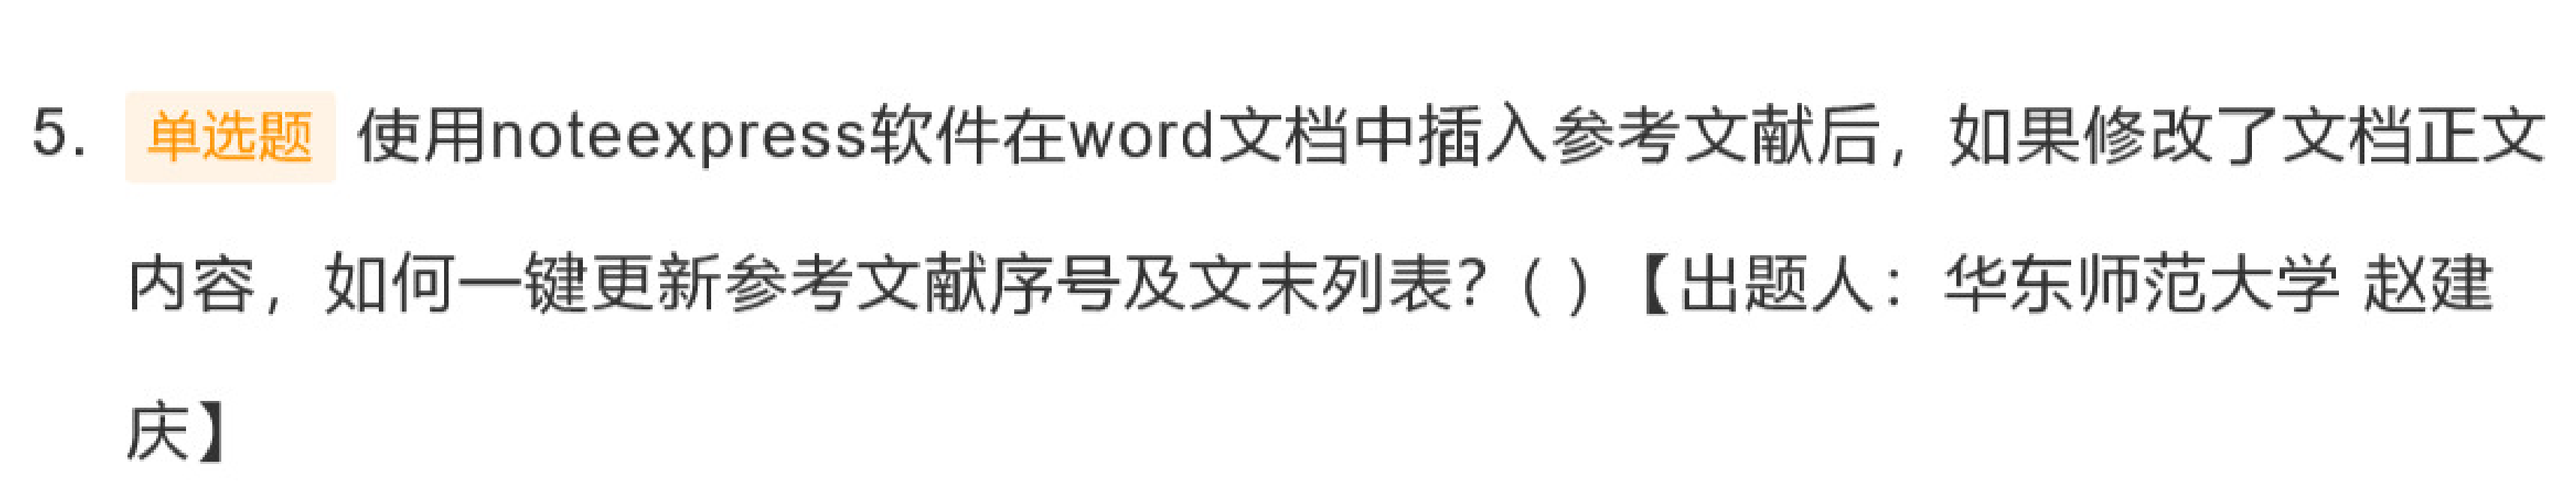 5. 单选题 使用noteexpress软件在word文档中插入参考文献后，如果修改了文档正文
内容，如何一键更新参考文献序号及文末列表？( ) 【出题人：华东师范大学 赵建
庆】